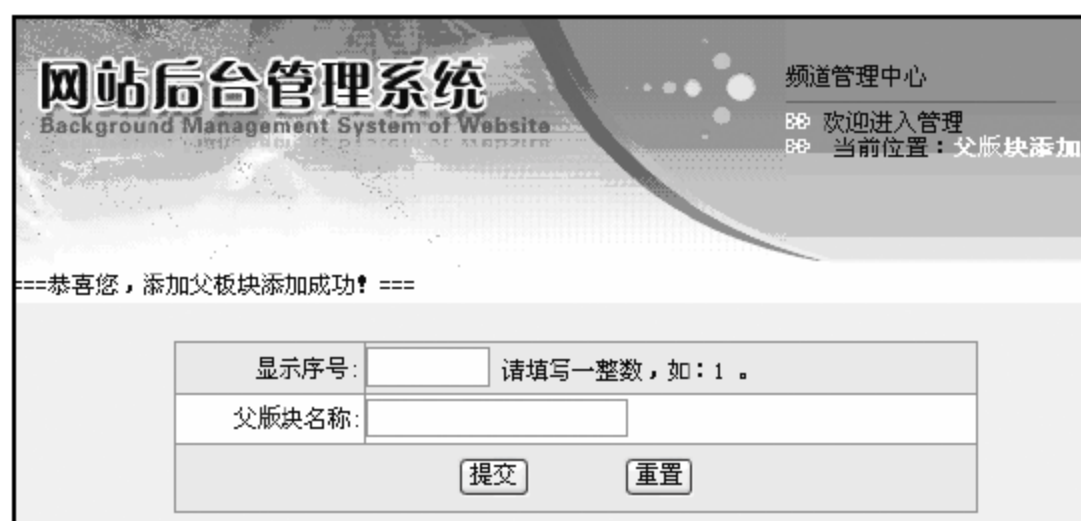 网站后台管理系统
Background Management System of Website
频道管理中心
欢迎进入管理
当前位置：父版块添加
===恭喜您，添加父板块添加成功！===
显示序号:
请填写一整数，如：1 。
父版块名称:
提交 重置